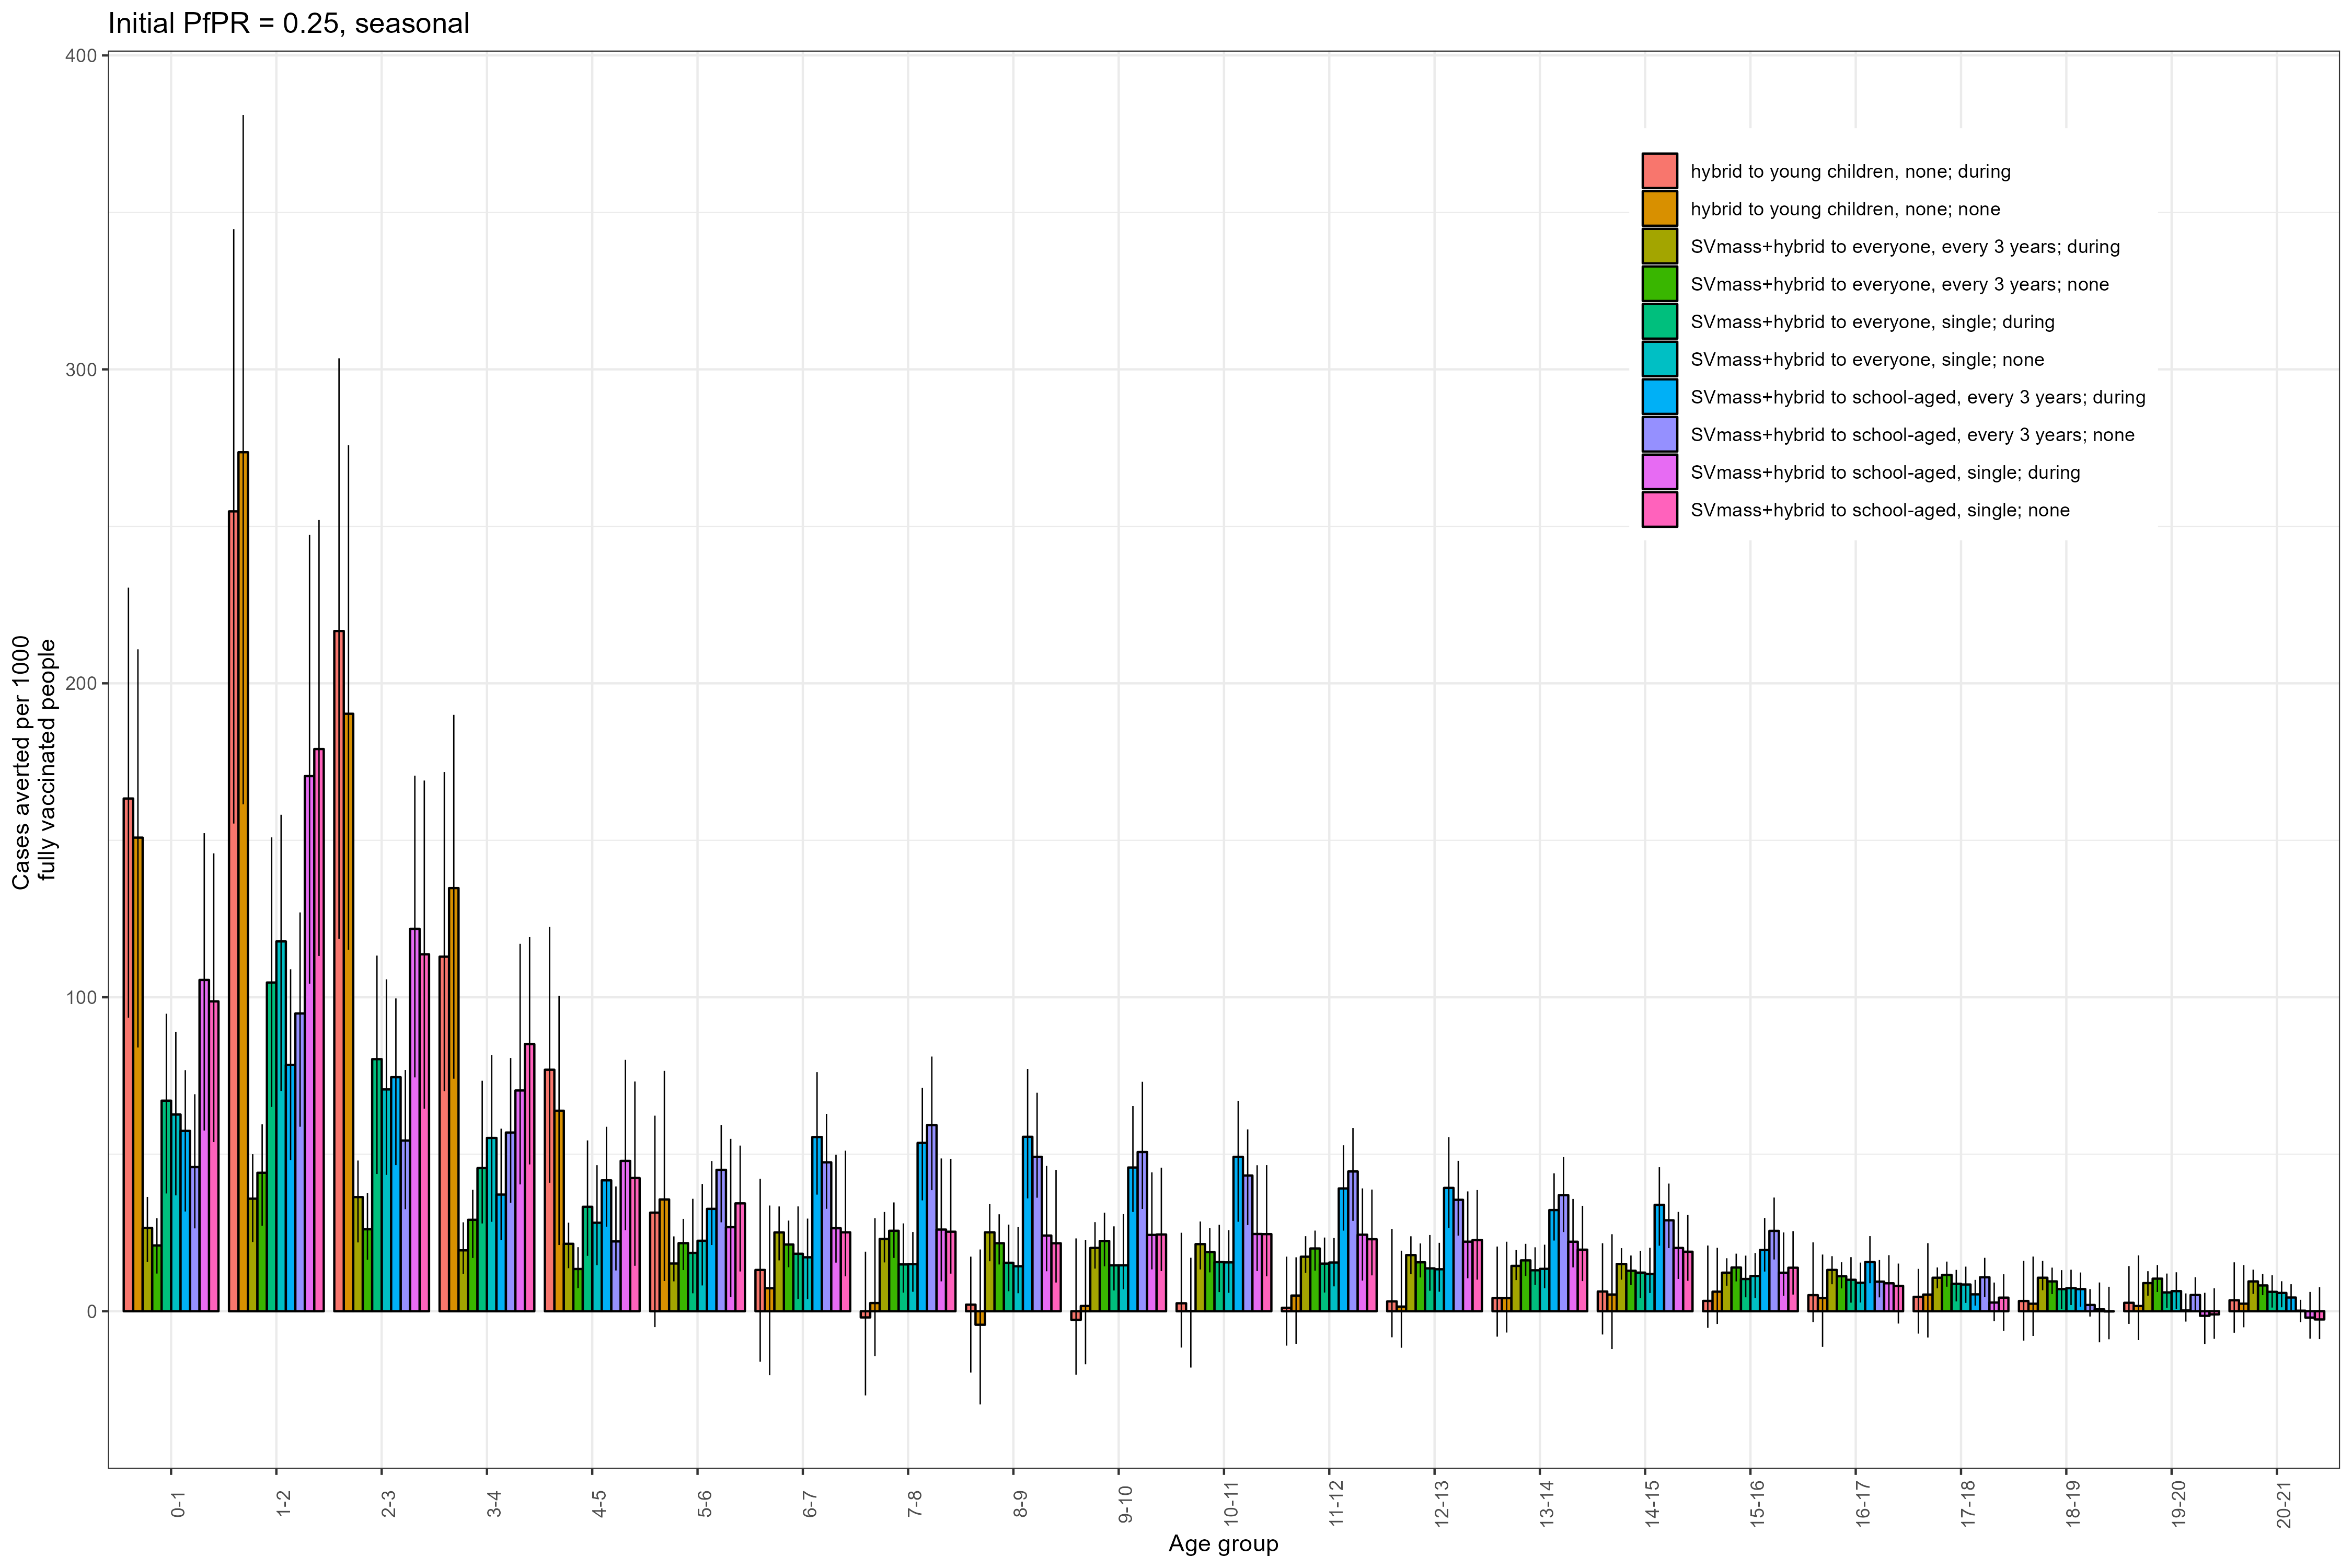 Initial PfPR = 0.25, seasonal
400
300
200
100
0
Cases averted per 1000
fully vaccinated people
hybrid to young children, none; during
hybrid to young children, none; none
SVmass+hybrid to everyone, every 3 years; during
SVmass+hybrid to everyone, every 3 years; none
SVmass+hybrid to everyone, single; during
SVmass+hybrid to everyone, single; none
SVmass+hybrid to school-aged, every 3 years; during
SVmass+hybrid to school-aged, every 3 years; none
SVmass+hybrid to school-aged, single; during
SVmass+hybrid to school-aged, single; none
0-1
1-2
2-3
3-4
4-5
5-6
6-7
7-8
8-9
9-10
10-11
11-12
12-13
13-14
14-15
15-16
16-17
17-18
18-19
19-20
20-21
Age group